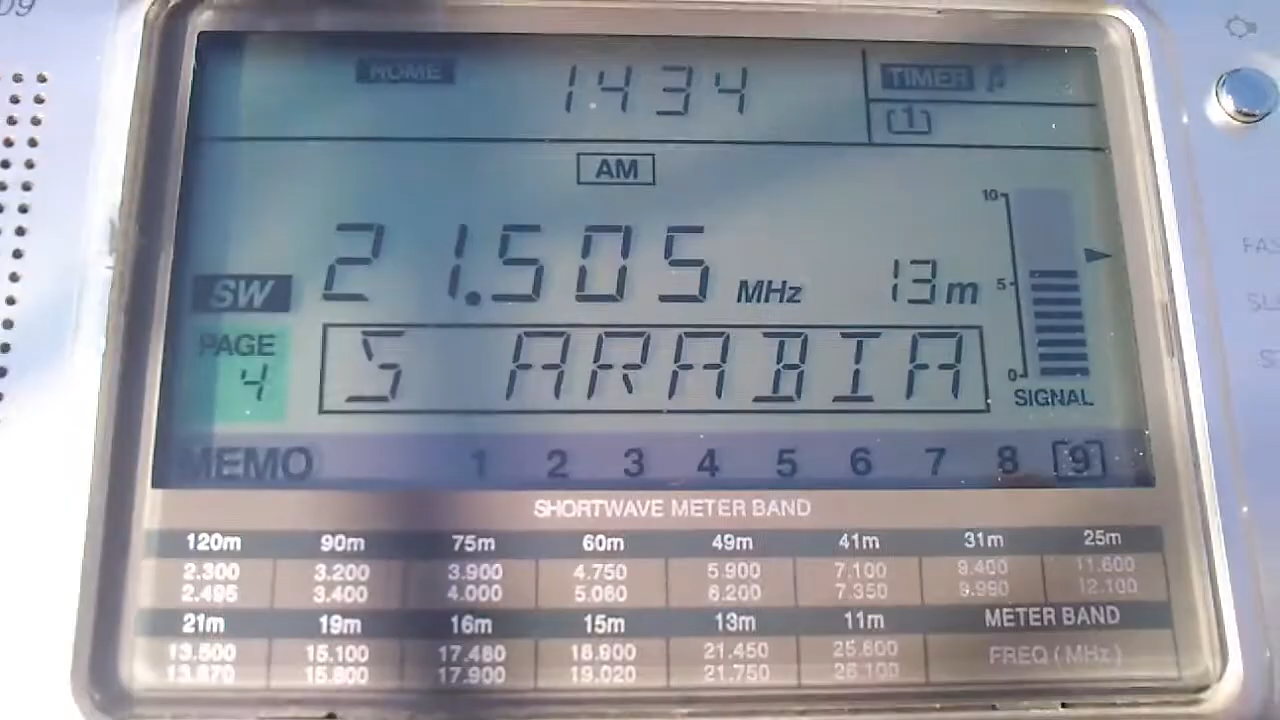 HOME 1434 TIMER
[1]
AM
10
SW 21.505 MHz 13m 5
PAGE 4 S ARABIA 0
SIGNAL
MEMO 1 2 3 4 5 6 7 8 [9]
SHORTWAVE METER BAND
120m 90m 75m 60m 49m 41m 31m 25m
2.300 3.200 3.900 4.750 5.900 7.100 9.400 11.600
2.495 3.400 4.000 5.060 6.200 7.350 9.990 12.100
21m 19m 16m 15m 13m 11m METER BAND
13.500 15.100 17.480 18.900 21.450 25.600 FREQ (MHz)
13.870 15.800 17.900 19.020 21.750 26.100